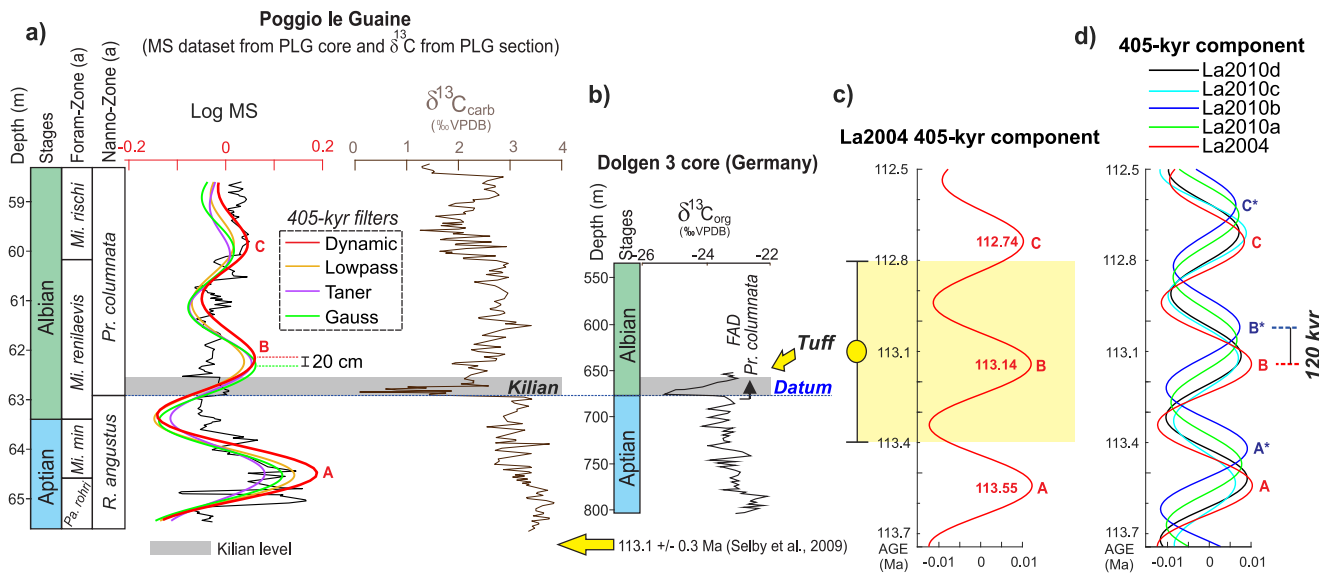 a)
Poggio le Guaine
(MS dataset from PLG core and δ13C from PLG section)
Depth (m)
Stages
Foram-Zone (a)
Nanno-Zone (a)
Log MS
-0.2 0 0.2
δ13Ccarb
(‰VPDB)
0 1 2 3 4
59
60
61
62
63
64
65
Albian
Aptian
Mi. rischi
Mi. renilaevis
Mi. min
Pa. rohri
Pr. columnata
R. angustus
405-kyr filters
Dynamic
Lowpass
Taner
Gauss
C
B
A
20 cm
Kilian
Kilian level
b)
Dolgen 3 core (Germany)
Depth (m)
Stages
δ13Corg
(‰VPDB)
-26 -24 -22
550
600
650
700
750
800
Albian
Aptian
FAD
Pr. columnata
Tuff
Datum
113.1 +/- 0.3 Ma (Selby et al., 2009)
c)
La2004 405-kyr component
112.5
112.8
113.1
113.4
113.7
AGE
(Ma)
-0.01 0 0.01
112.74 C
113.14 B
113.55 A
d)
405-kyr component
La2010d
La2010c
La2010b
La2010a
La2004
112.5
112.8
113.1
113.4
113.7
AGE
(Ma)
-0.01 0 0.01
C*
C
B*
B
A*
A
120 kyr